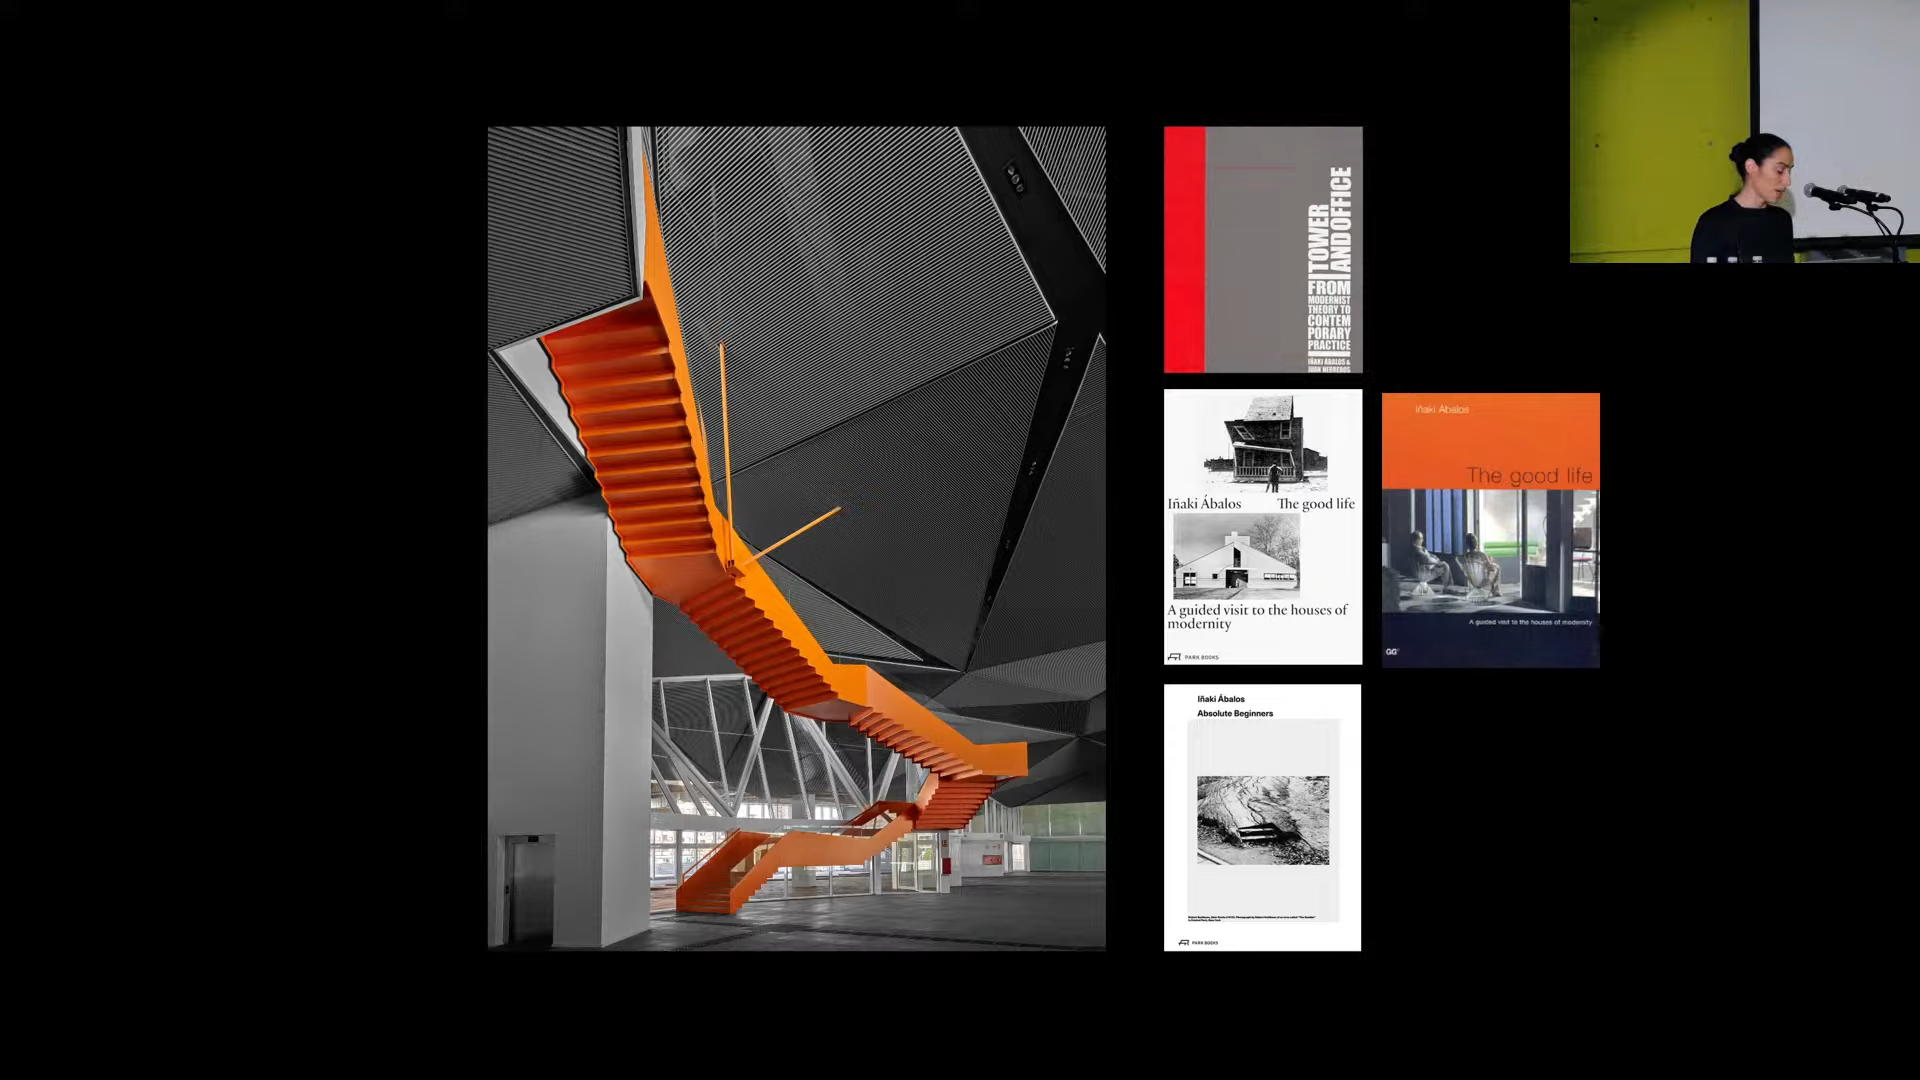 TOWER
AND OFFICE
FROM
MODERNIST
THEORY TO
CONTEM
PORARY
PRACTICE
IÑAKI ÁBALOS &
JUAN HERREROS
Iñaki Ábalos The good life
A guided visit to the houses of
modernity
PARK BOOKS
Iñaki Ábalos
The good life
A guided visit to the houses of modernity
GG
Iñaki Ábalos
Absolute Beginners
PARK BOOKS